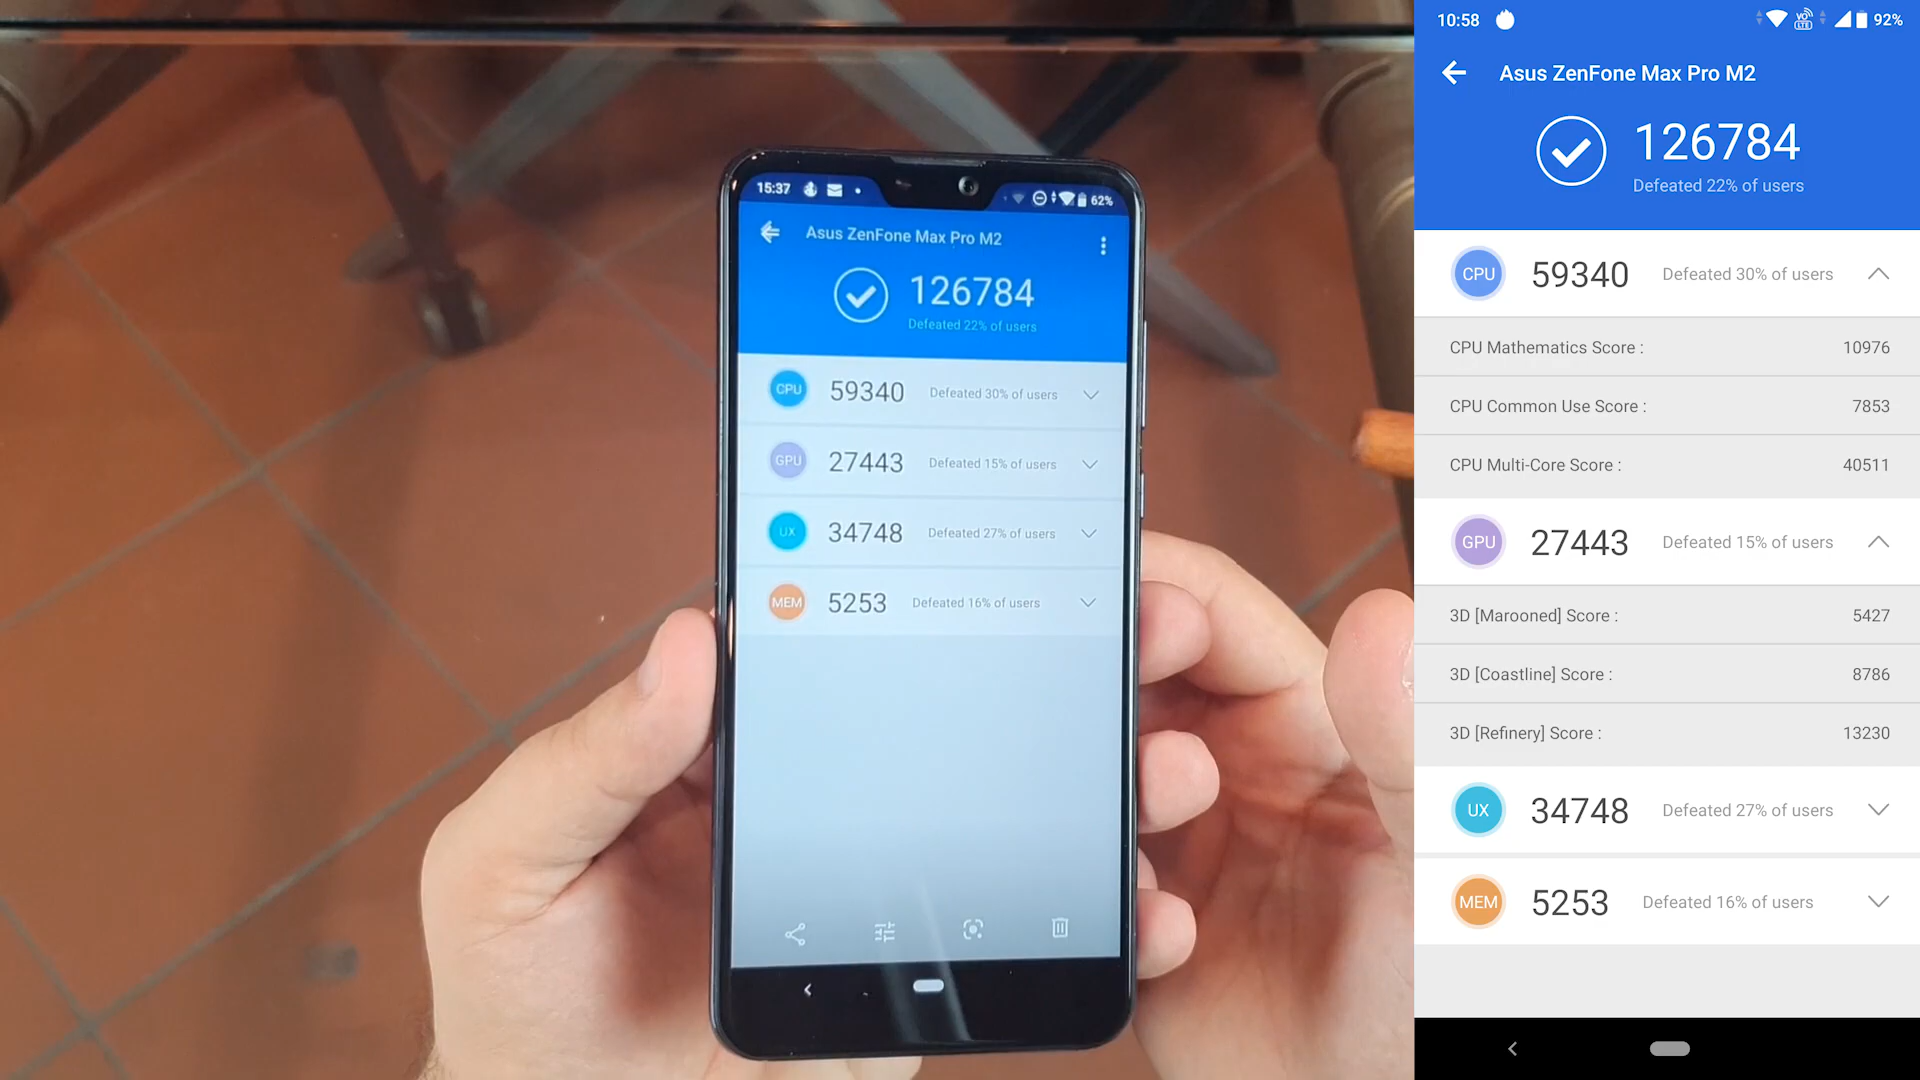 15:37 62%
Asus ZenFone Max Pro M2
126784
Defeated 22% of users
CPU 59340 Defeated 30% of users
GPU 27443 Defeated 15% of users
UX 34748 Defeated 27% of users
MEM 5253 Defeated 16% of users
10:58 VO LTE 92%
Asus ZenFone Max Pro M2
126784
Defeated 22% of users
CPU 59340 Defeated 30% of users
CPU Mathematics Score : 10976
CPU Common Use Score : 7853
CPU Multi-Core Score : 40511
GPU 27443 Defeated 15% of users
3D [Marooned] Score : 5427
3D [Coastline] Score : 8786
3D [Refinery] Score : 13230
UX 34748 Defeated 27% of users
MEM 5253 Defeated 16% of users